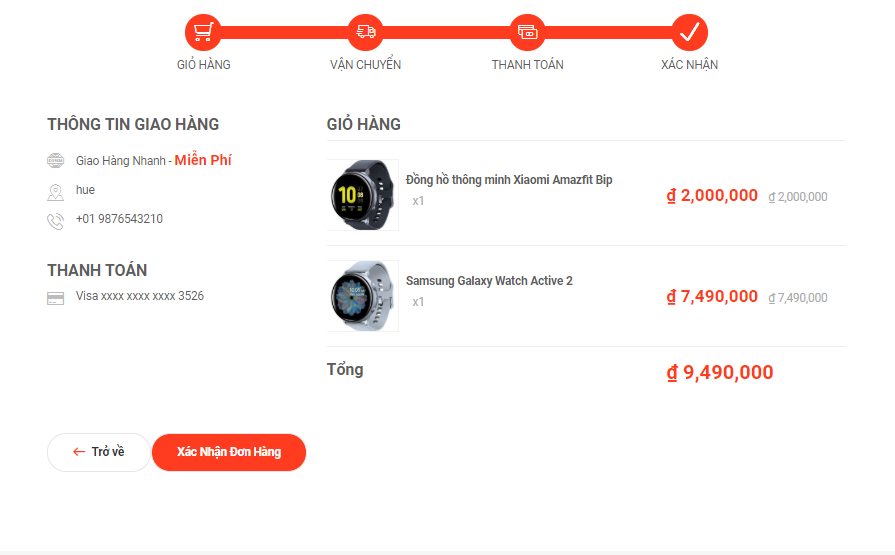 GIỎ HÀNG
VẬN CHUYỂN
THANH TOÁN
XÁC NHẬN
THÔNG TIN GIAO HÀNG
Giao Hàng Nhanh - Miễn Phí
hue
+01 9876543210
THANH TOÁN
Visa xxxx xxxx xxxx 3526
GIỎ HÀNG
Đồng hồ thông minh Xiaomi Amazfit Bip
x1
₫ 2,000,000 ₫ 2,000,000
Samsung Galaxy Watch Active 2
x1
₫ 7,490,000 ₫ 7,490,000
Tổng
₫ 9,490,000
Trở về
Xác Nhận Đơn Hàng